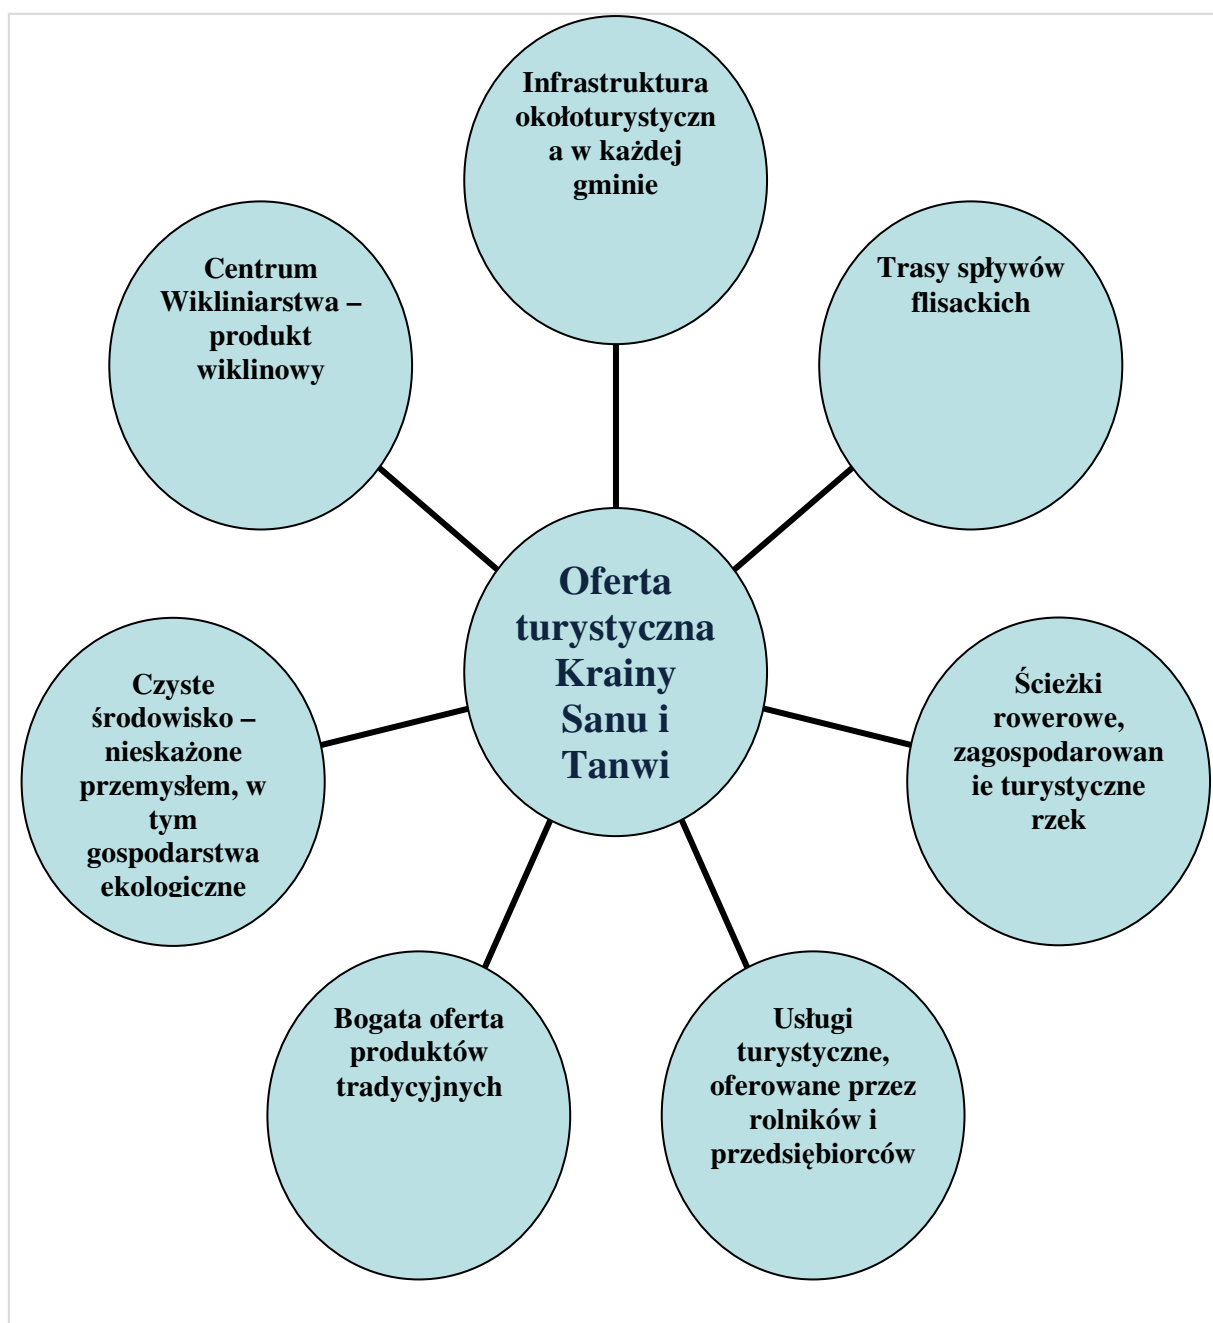 Infrastruktura
okołoturystyczn
a w każdej
gminie
Trasy spływów
flisackich
Ścieżki
rowerowe,
zagospodarowan
ie turystyczne
rzek
Usługi
turystyczne,
oferowane przez
rolników i
przedsiębiorców
Bogata oferta
produktów
tradycyjnych
Czyste
środowisko –
nieskażone
przemysłem, w
tym
gospodarstwa
ekologiczne
Centrum
Wikliniarstwa –
produkt
wiklinowy
Oferta
turystyczna
Krainy
Sanu i
Tanwi